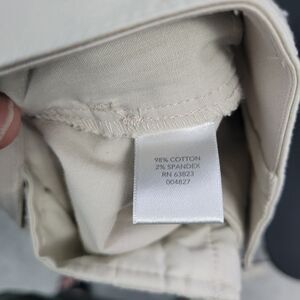 98% COTTON
2% SPANDEX
RN 63823
004827